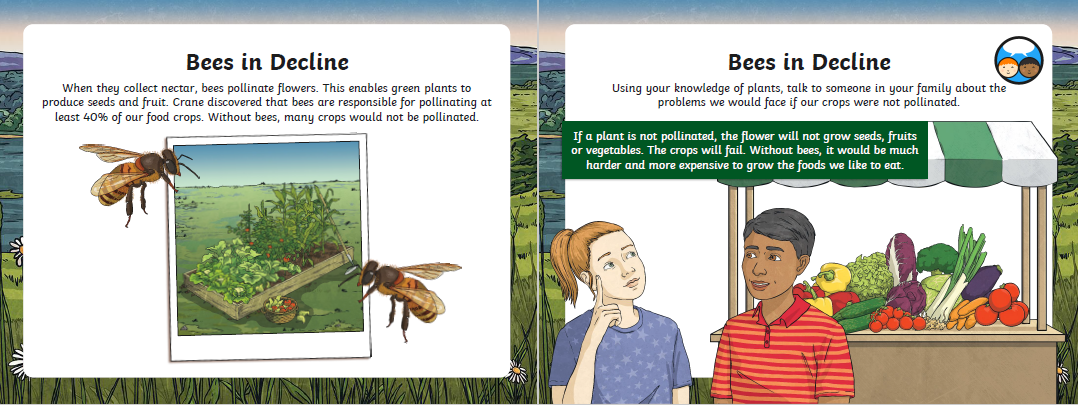 Bees in Decline
When they collect nectar, bees pollinate flowers. This enables green plants to
produce seeds and fruit. Crane discovered that bees are responsible for pollinating at
least 40% of our food crops. Without bees, many crops would not be pollinated.
Bees in Decline
Using your knowledge of plants, talk to someone in your family about the
problems we would face if our crops were not pollinated.
If a plant is not pollinated, the flower will not grow seeds, fruits
or vegetables. The crops will fail. Without bees, it would be much
harder and more expensive to grow the foods we like to eat.